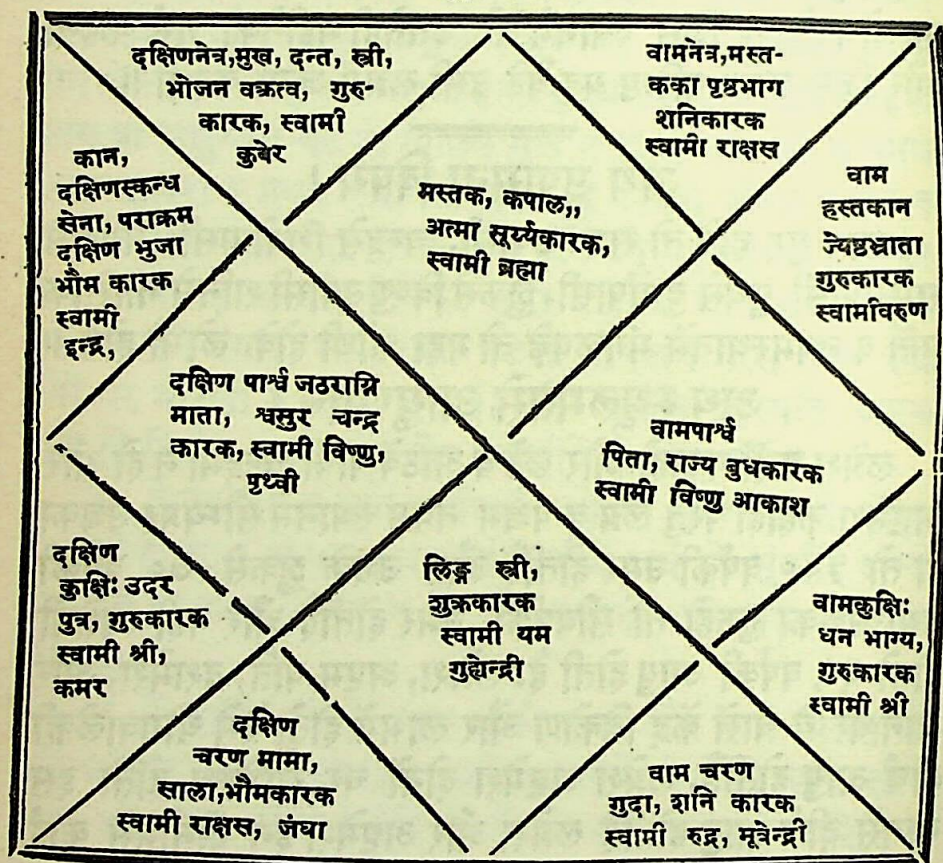 दक्षिणनेत्र,मुख, दन्त, स्त्री,
भोजन वक्रत्व, गुरु-
कारक, स्वामी
कुबेर
वामनेत्र,मस्त-
कका पृष्ठभाग
शनिकारक
स्वामी राक्षस
कान,
दक्षिणस्कन्ध
सेना, पराक्रम
दक्षिण भुजा
भौम कारक
स्वामी
इन्द्र,
मस्तक, कपाल,,
अत्मा सूर्य्यकारक,
स्वामी ब्रह्मा
वाम
हस्तकान
ज्येष्ठभ्राता
गुरुकारक
स्वामीवरुण
दक्षिण पार्श्व जठराग्नि
माता, श्वसुर चन्द्र
कारक, स्वामी विष्णु,
पृथ्वी
वामपार्श्व
पिता, राज्य बुधकारक
स्वामी विष्णु आकाश
दक्षिण
कुक्षिः उदर
पुत्र, गुरुकारक
स्वामी श्री,
कमर
लिङ्ग स्त्री,
शुक्रकारक
स्वामी यम
गुह्येन्द्री
वामकुक्षिः
धन भाग्य,
गुरुकारक
स्वामी श्री
दक्षिण
चरण मामा,
साला,भौमकारक
स्वामी राक्षस, जंघा
वाम चरण
गुदा, शनि कारक
स्वामी रुद्र, मूत्रेन्द्री